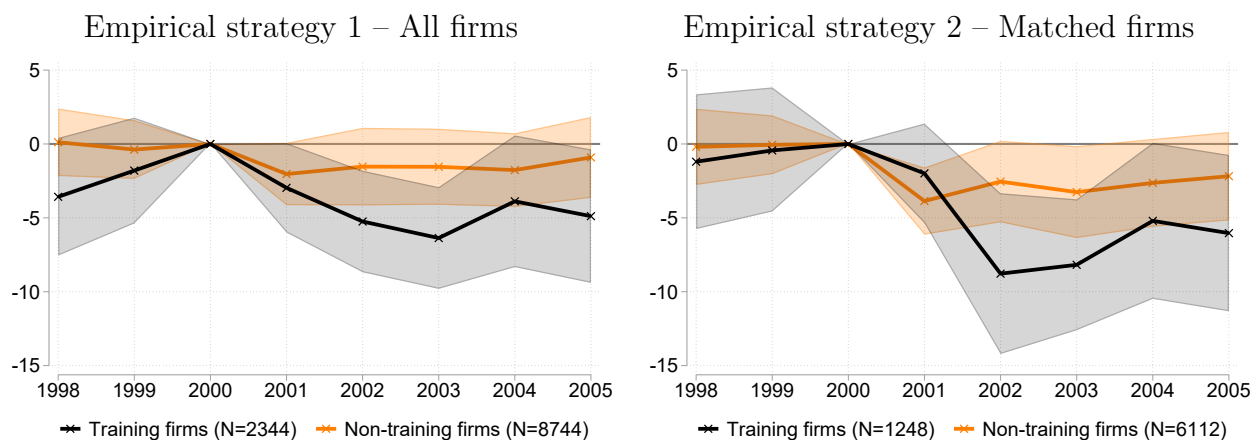 Empirical strategy 1 – All firms
5
0
-5
-10
-15
1998 1999 2000 2001 2002 2003 2004 2005
Training firms (N=2344) Non-training firms (N=8744)
Empirical strategy 2 – Matched firms
5
0
-5
-10
-15
1998 1999 2000 2001 2002 2003 2004 2005
Training firms (N=1248) Non-training firms (N=6112)